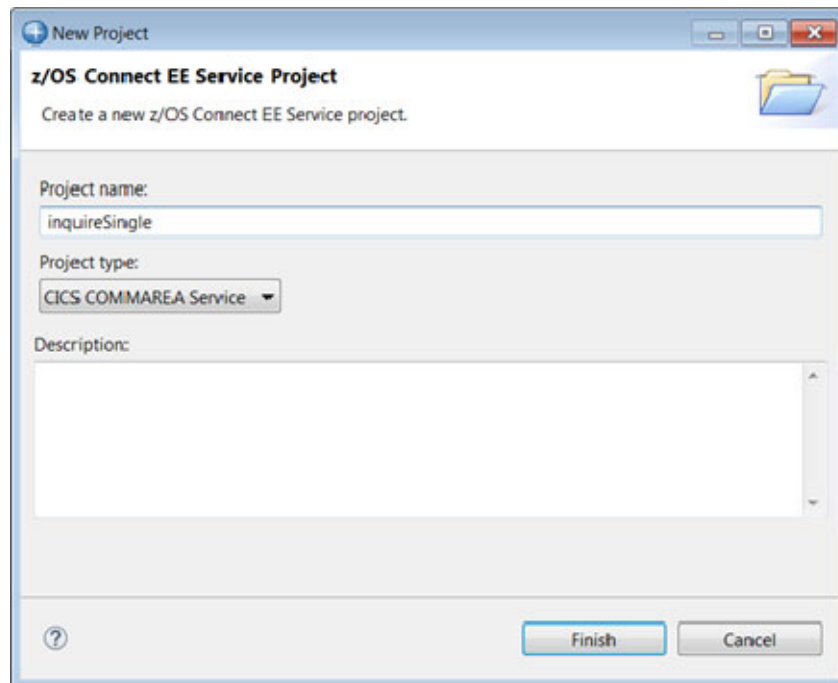 New Project
z/OS Connect EE Service Project
Create a new z/OS Connect EE Service project.
Project name:
inquireSingle
Project type:
CICS COMMAREA Service
Description:
?
Finish
Cancel